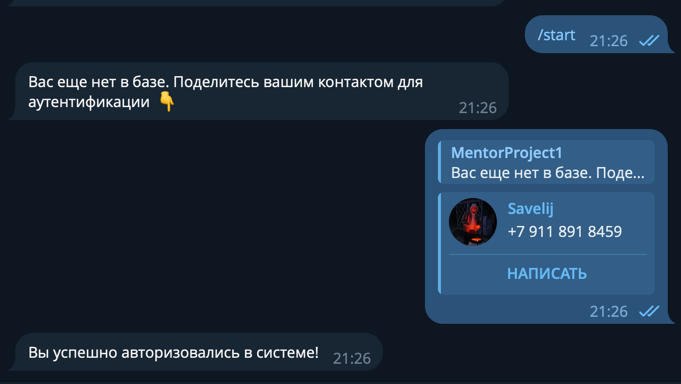 /start 21:26
Вас еще нет в базе. Поделитесь вашим контактом для
аутентификации 👇
21:26
MentorProject1
Вас еще нет в базе. Поде...
Savelij
+7 911 891 8459
НАПИСАТЬ
21:26
Вы успешно авторизовались в системе! 21:26